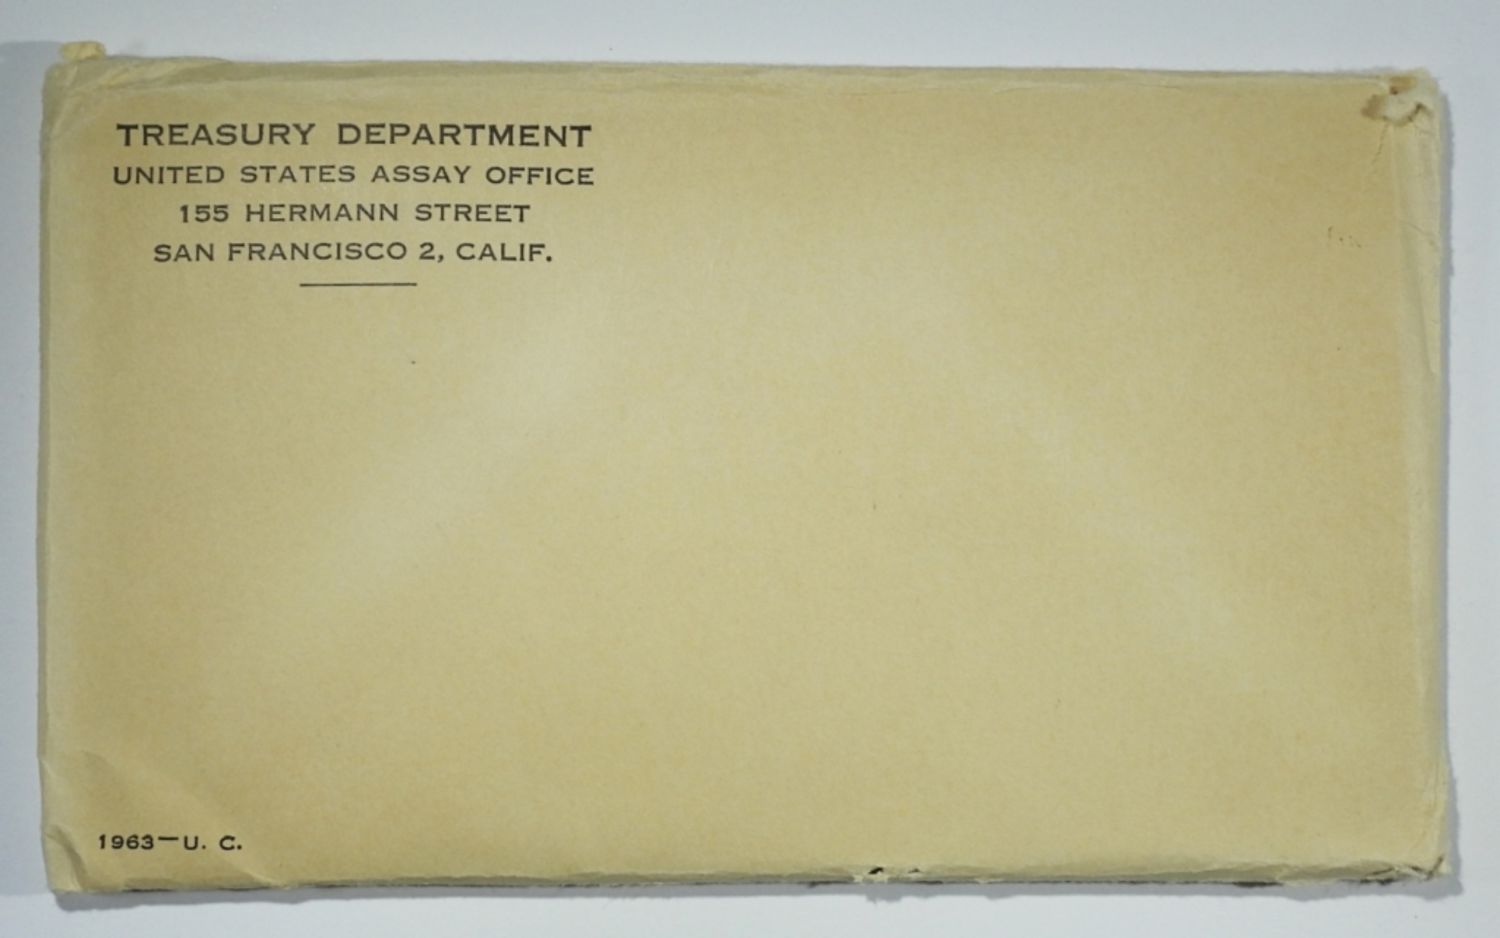 TREASURY DEPARTMENT
UNITED STATES ASSAY OFFICE
155 HERMANN STREET
SAN FRANCISCO 2, CALIF.
1963—U. C.